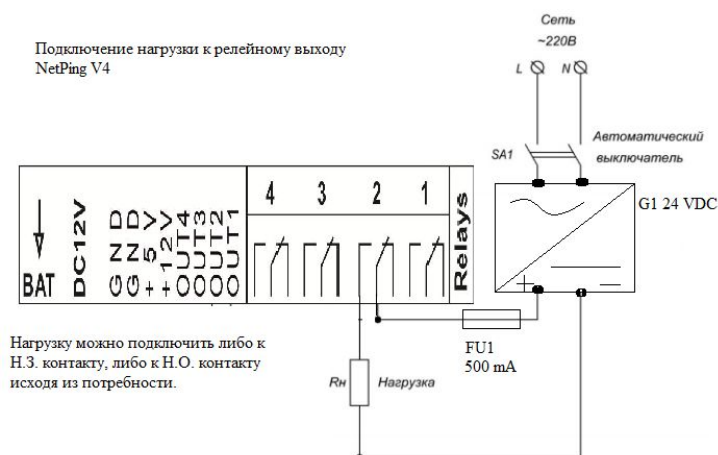 Подключение нагрузки к релейному выходу
NetPing V4
Сеть
~220В
L N
SA1
Автоматический
выключатель
G1 24 VDC
BAT
DC12V
GND
GND
+ 5 V
+12V
OUT4
OUT3
OUT2
OUT1
4 3 2 1
Relays
+ −
FU1
500 mA
Нагрузку можно подключить либо к
Н.З. контакту, либо к Н.О. контакту
исходя из потребности.
Rн Нагрузка